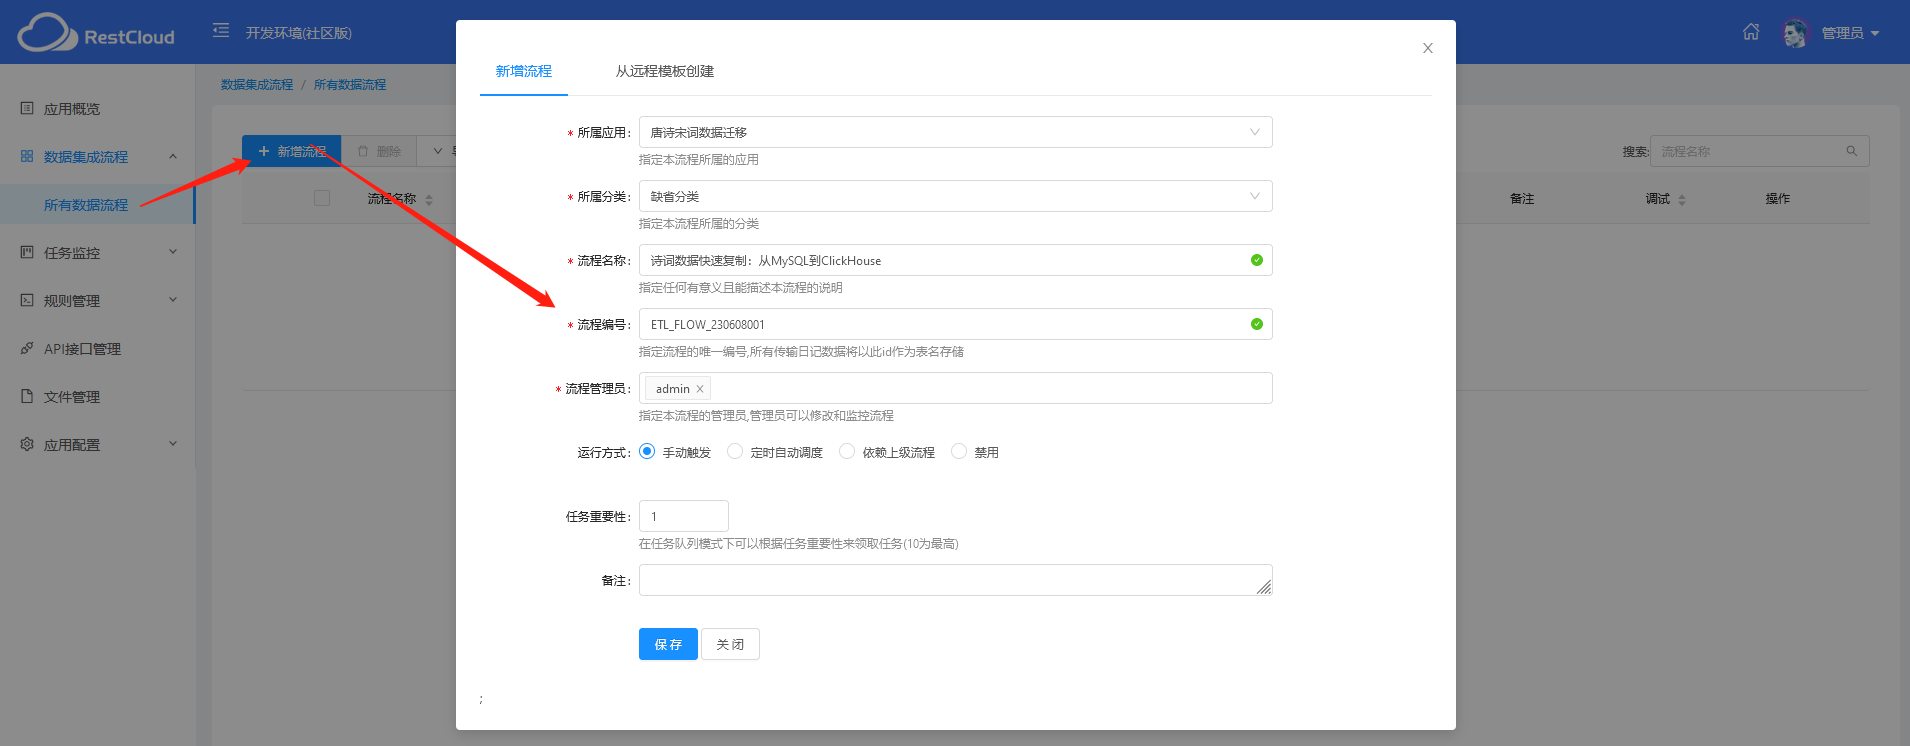 RestCloud
开发环境(社区版)
管理员
应用概览
数据集成流程
所有数据流程
任务监控
规则管理
API接口管理
文件管理
应用配置
数据集成流程 / 所有数据流程
新增流程
删除
搜索:
流程名称
流程名称
备注
调试
操作
新增流程
从远程模板创建
* 所属应用:
唐诗宋词数据迁移
指定本流程所属的应用
* 所属分类:
缺省分类
指定本流程所属的分类
* 流程名称:
诗词数据快速复制：从MySQL到ClickHouse
指定任何有意义且能描述本流程的说明
* 流程编号:
ETL_FLOW_230608001
指定流程的唯一编号,所有传输日记数据将以此id作为表名存储
* 流程管理员:
admin
指定本流程的管理员,管理员可以修改和监控流程
运行方式:
手动触发
定时自动调度
依赖上级流程
禁用
任务重要性:
1
在任务队列模式下可以根据任务重要性来领取任务(10为最高)
备注:
保 存
关 闭
;